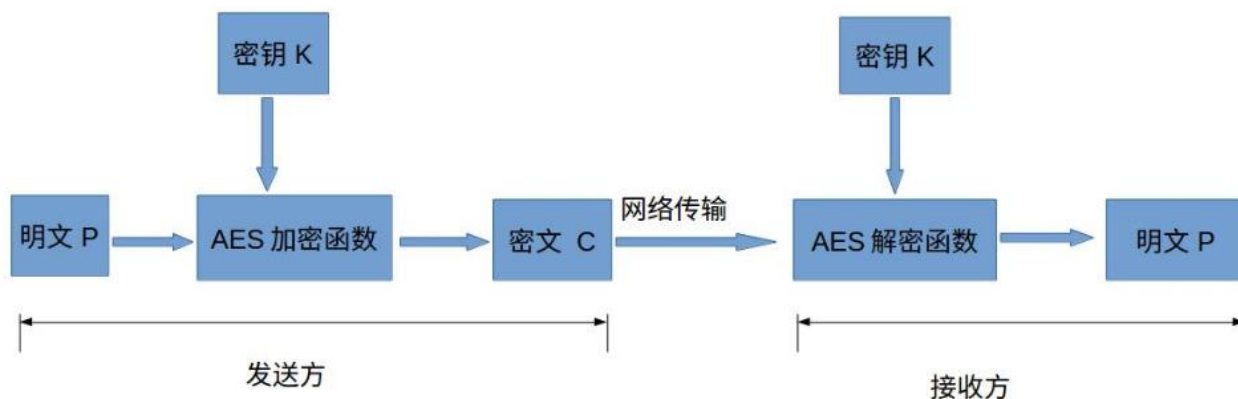 密钥 K
密钥 K
明文 P
AES 加密函数
密文 C
网络传输
AES 解密函数
明文 P
发送方
接收方